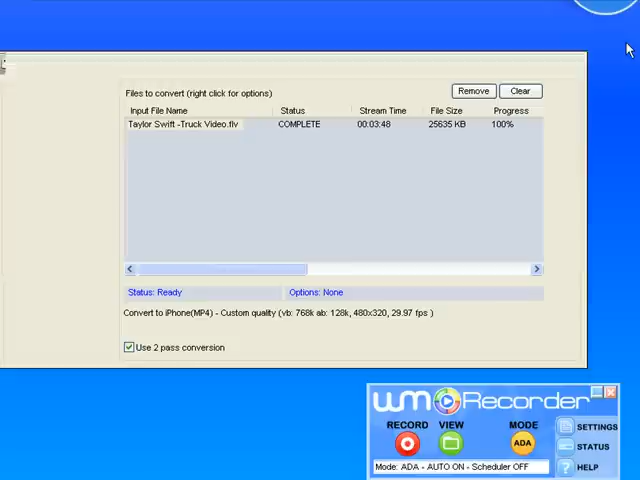 Files to convert (right click for options)
Remove
Clear
Input File Name Status Stream Time File Size Progress
Taylor Swift -Truck Video.flv COMPLETE 00:03:48 25635 KB 100%
Status: Ready
Options: None
Convert to iPhone(MP4) - Custom quality (vb: 768k ab: 128k, 480x320, 29.97 fps )
Use 2 pass conversion
wm Recorder
RECORD VIEW MODE
SETTINGS
ADA
STATUS
Mode: ADA - AUTO ON - Scheduler OFF
? HELP